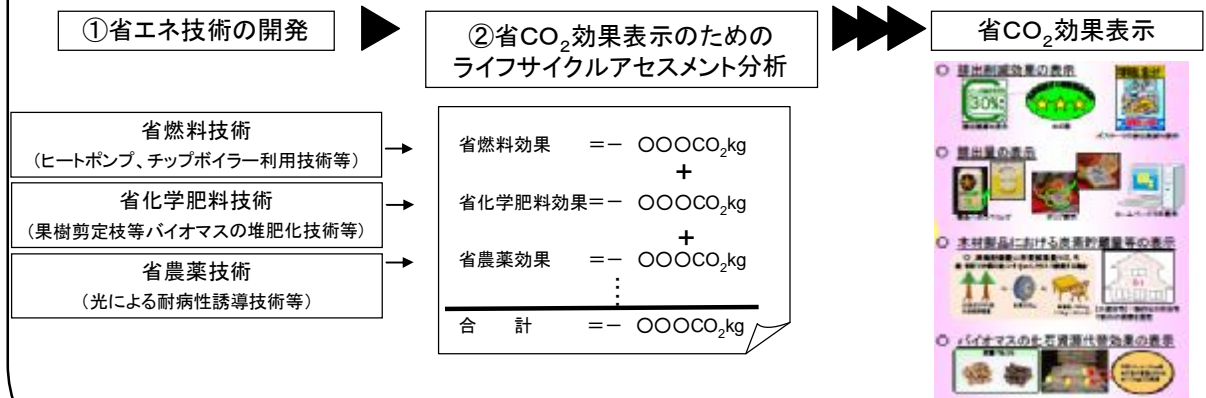 ①省エネ技術の開発
②省CO₂効果表示のための
ライフサイクルアセスメント分析
省CO₂効果表示
省燃料技術
(ヒートポンプ、チップボイラー利用技術等)
省化学肥料技術
(果樹剪定枝等バイオマスの堆肥化技術等)
省農薬技術
(光による耐病性誘導技術等)
省燃料効果 =− 〇〇〇CO₂kg
+
省化学肥料効果=− 〇〇〇CO₂kg
+
省農薬効果 =− 〇〇〇CO₂kg
⋮
合 計 =− 〇〇〇CO₂kg
○ 排出削減効果の表示
30%
○ 排出量の表示
○ 木材製品における炭素貯蔵量等の表示
○ バイオマスの化石資源代替効果の表示